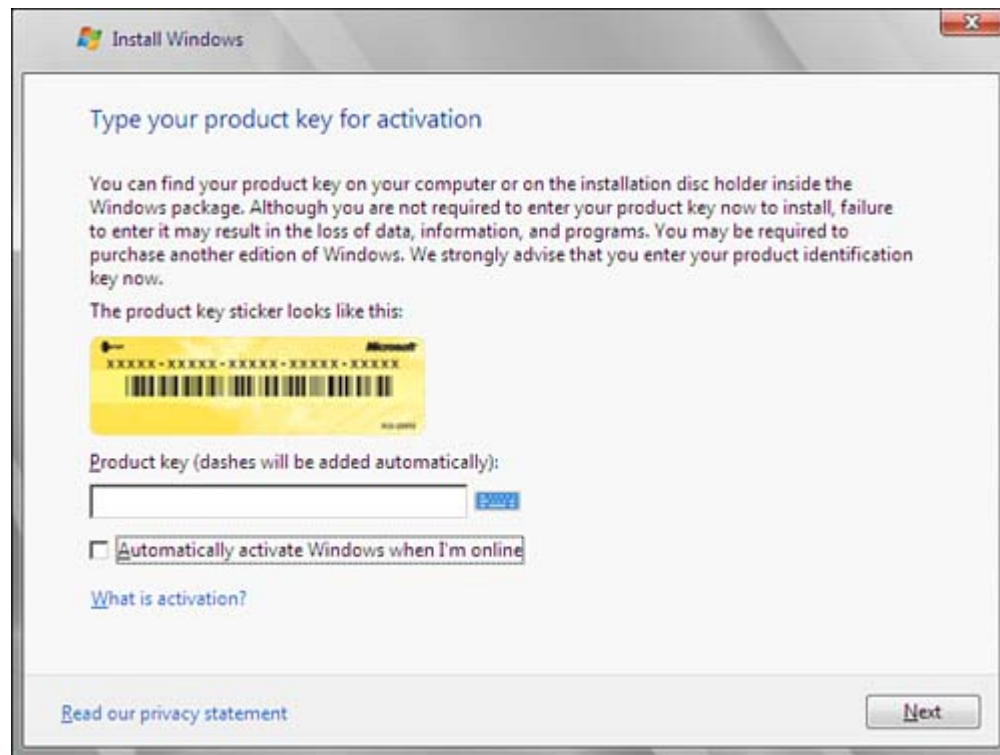 Install Windows
Type your product key for activation
You can find your product key on your computer or on the installation disc holder inside the
Windows package. Although you are not required to enter your product key now to install, failure
to enter it may result in the loss of data, information, and programs. You may be required to
purchase another edition of Windows. We strongly advise that you enter your product identification
key now.
The product key sticker looks like this:
Microsoft
XXXXX-XXXXX-XXXXX-XXXXX-XXXXX
Product key (dashes will be added automatically):
Automatically activate Windows when I'm online
What is activation?
Read our privacy statement
Next